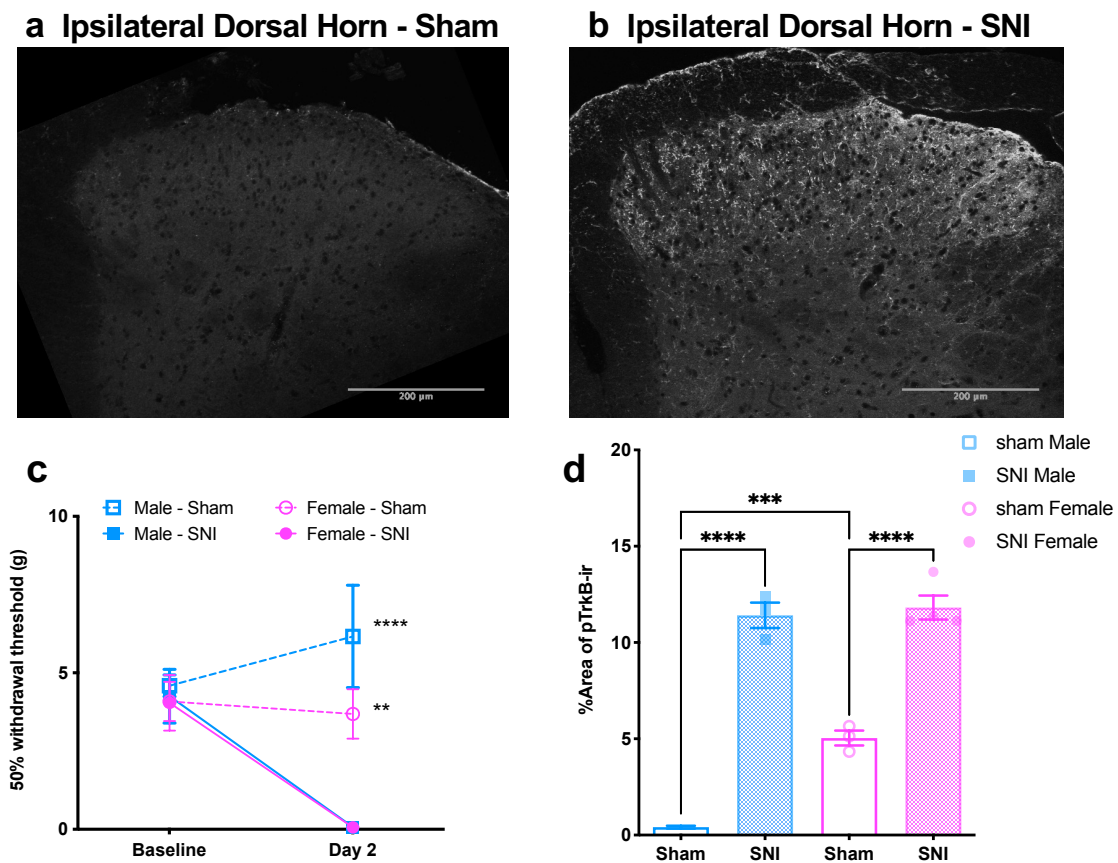 a Ipsilateral Dorsal Horn - Sham
b Ipsilateral Dorsal Horn - SNI
200 µm
200 µm
c
Male - Sham
Female - Sham
Male - SNI
Female - SNI
10
5
0
50% withdrawal threshold (g)
****
**
Baseline
Day 2
d
sham Male
SNI Male
sham Female
SNI Female
20
15
10
5
0
%Area of pTrkB-ir
***
****
****
Sham
SNI
Sham
SNI